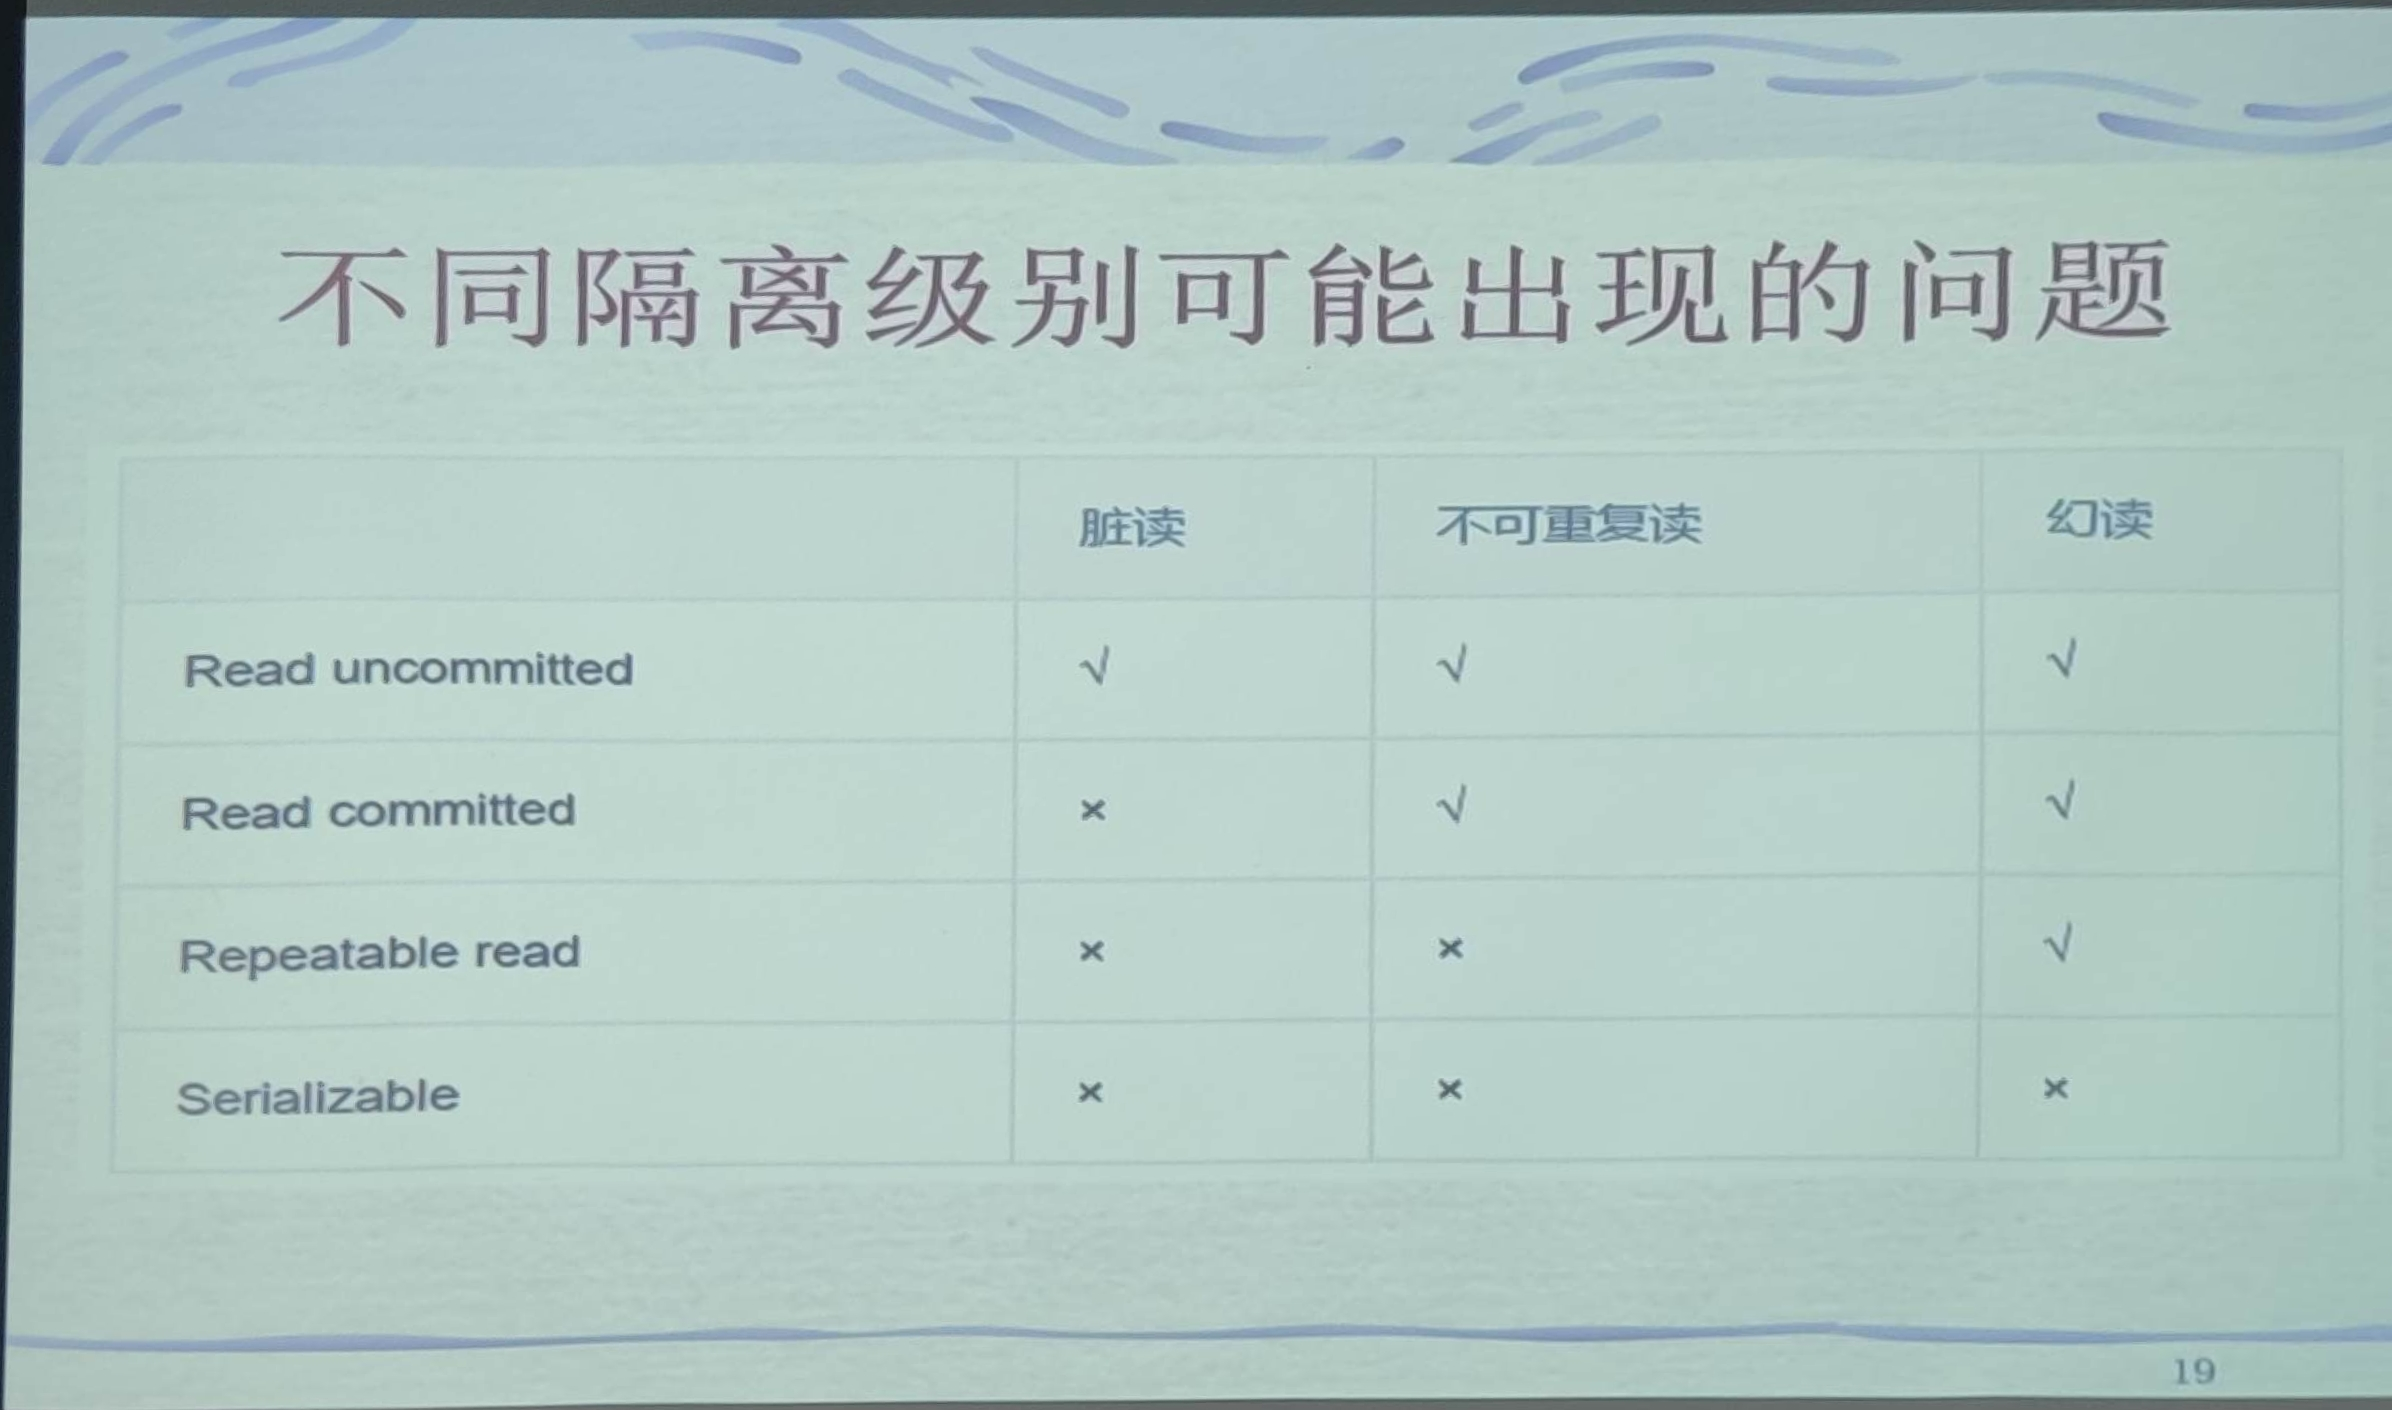 不同隔离级别可能出现的问题
脏读 不可重复读 幻读
Read uncommitted √ √ √
Read committed × √ √
Repeatable read × × √
Serializable × × ×
19